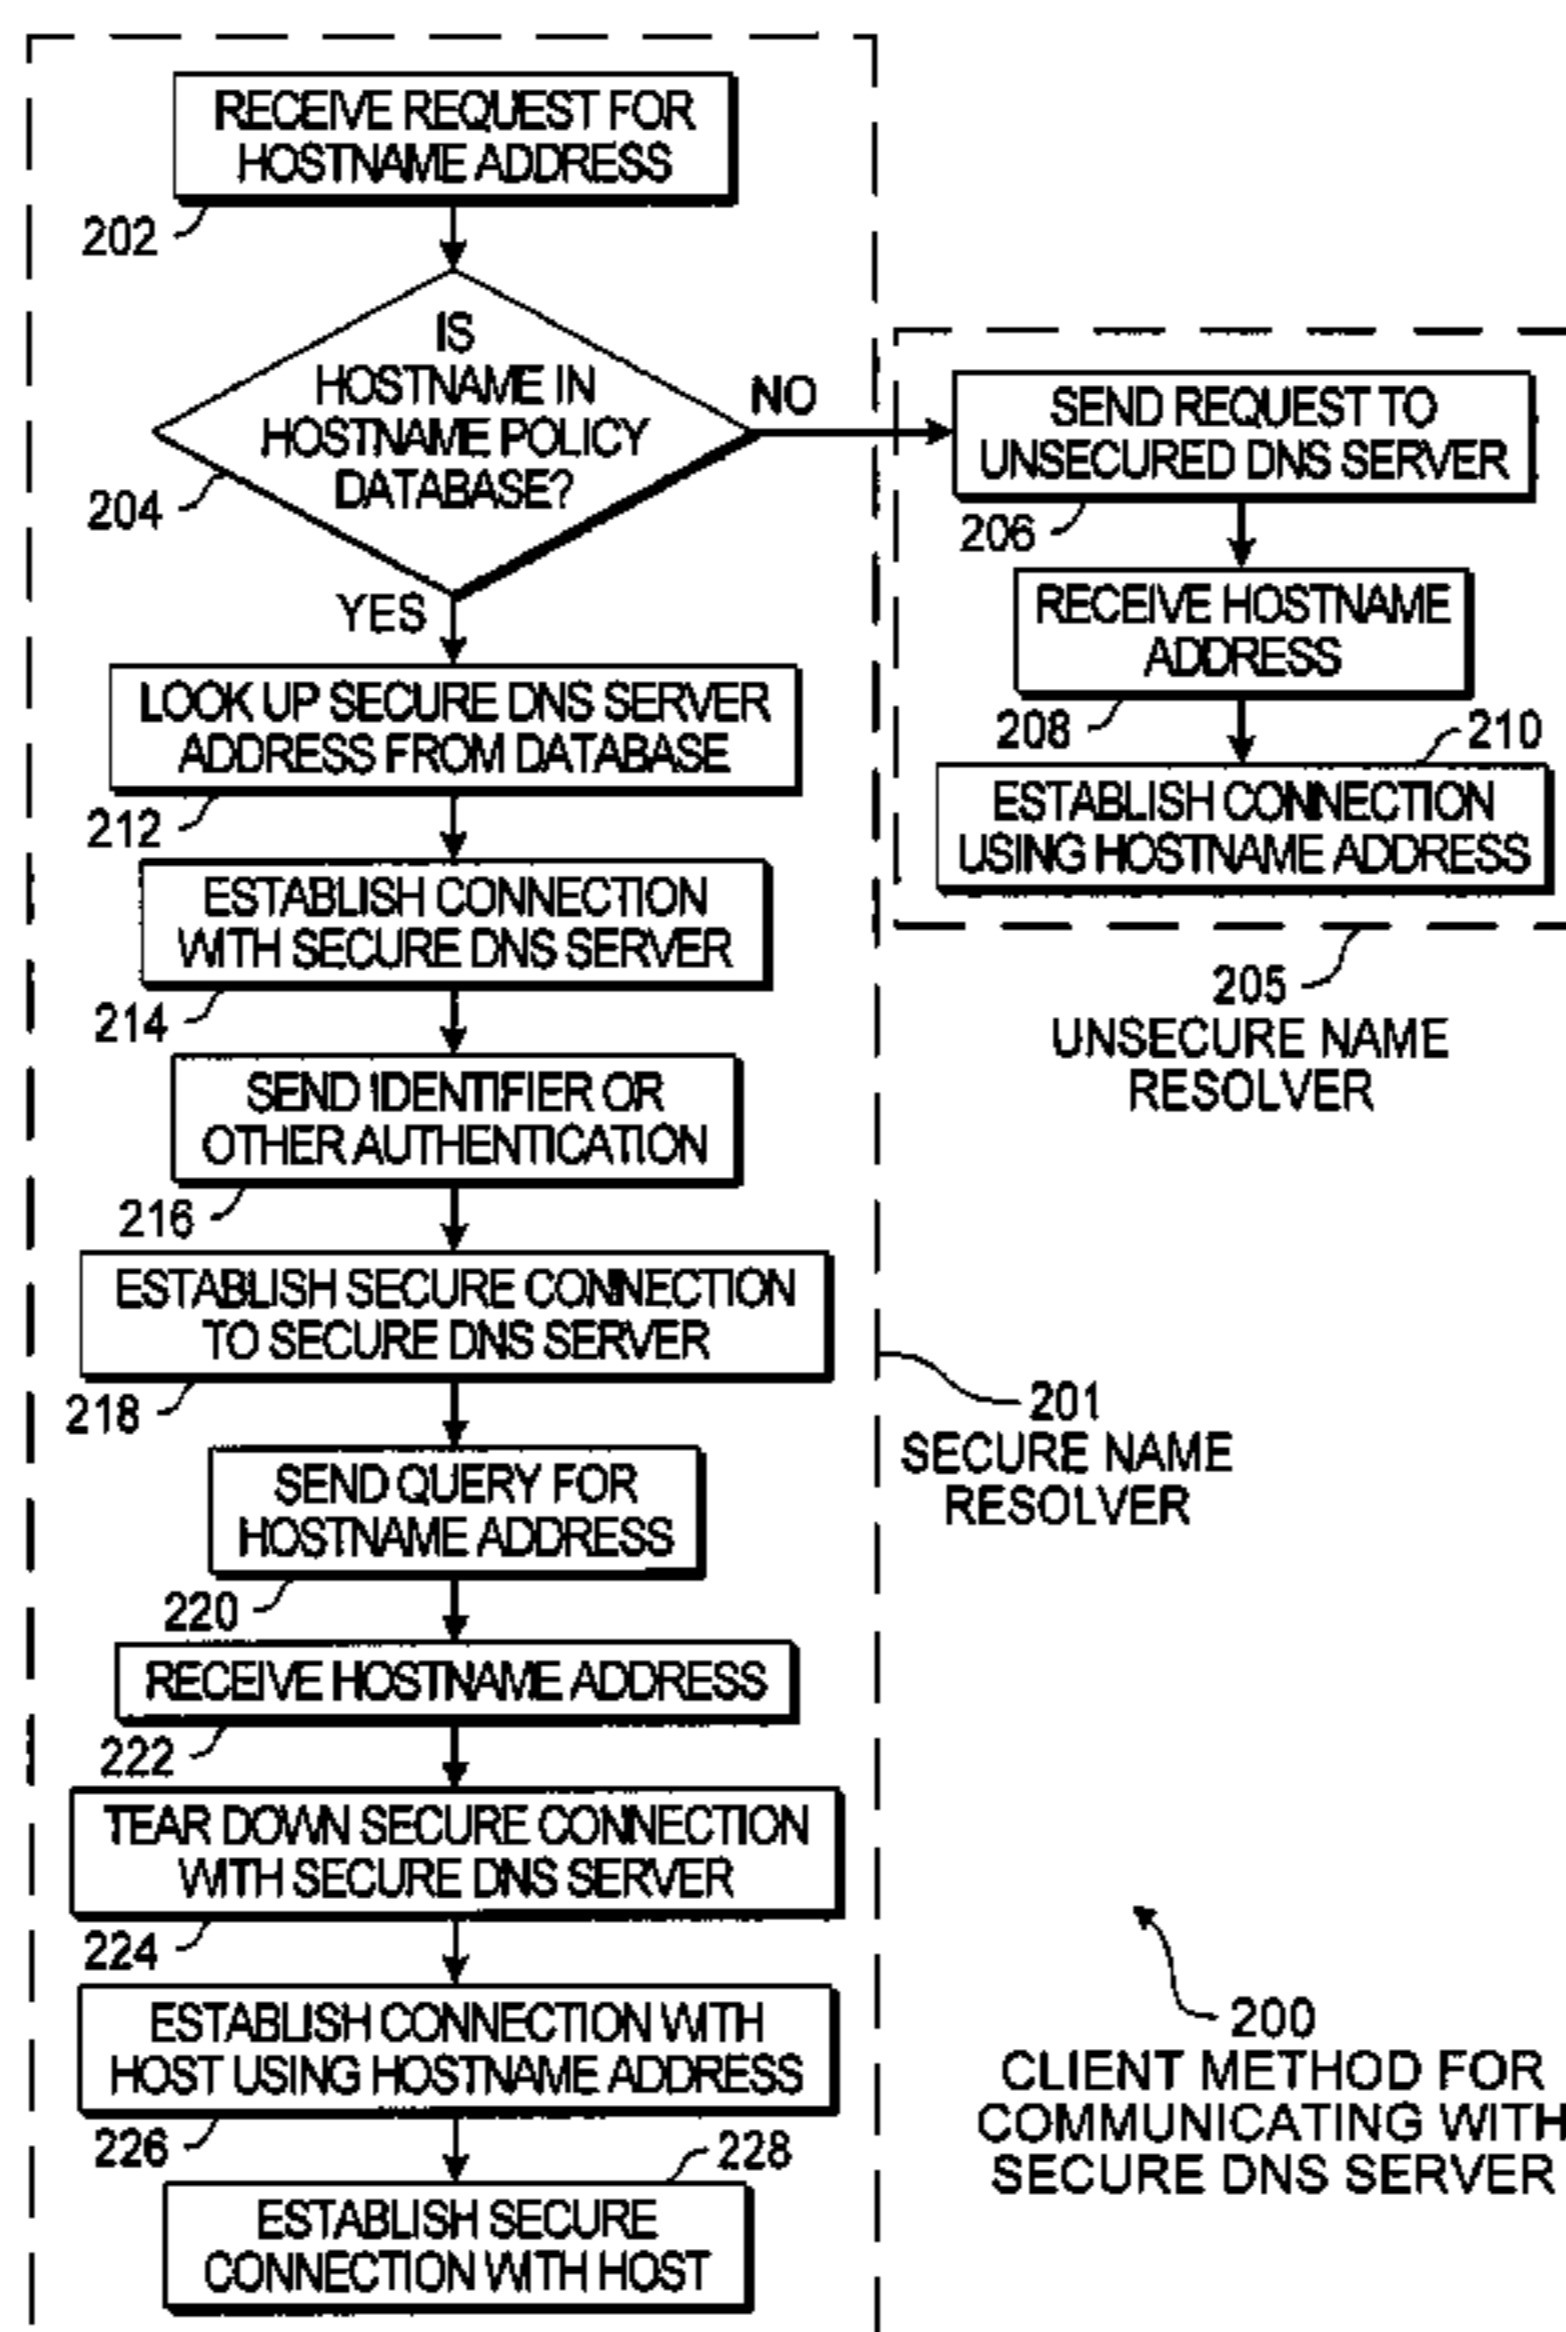 RECEIVE REQUEST FOR
HOSTNAME ADDRESS
202
IS
HOSTNAME IN
HOSTNAME POLICY
DATABASE?
204
NO
YES
SEND REQUEST TO
UNSECURED DNS SERVER
206
RECEIVE HOSTNAME
ADDRESS
208
210
ESTABLISH CONNECTION
USING HOSTNAME ADDRESS
205
UNSECURE NAME
RESOLVER
LOOK UP SECURE DNS SERVER
ADDRESS FROM DATABASE
212
ESTABLISH CONNECTION
WITH SECURE DNS SERVER
214
SEND IDENTIFIER OR
OTHER AUTHENTICATION
216
ESTABLISH SECURE CONNECTION
TO SECURE DNS SERVER
218
201
SECURE NAME
RESOLVER
SEND QUERY FOR
HOSTNAME ADDRESS
220
RECEIVE HOSTNAME ADDRESS
222
TEAR DOWN SECURE CONNECTION
WITH SECURE DNS SERVER
224
ESTABLISH CONNECTION WITH
HOST USING HOSTNAME ADDRESS
226
228
ESTABLISH SECURE
CONNECTION WITH HOST
200
CLIENT METHOD FOR
COMMUNICATING WITH
SECURE DNS SERVER